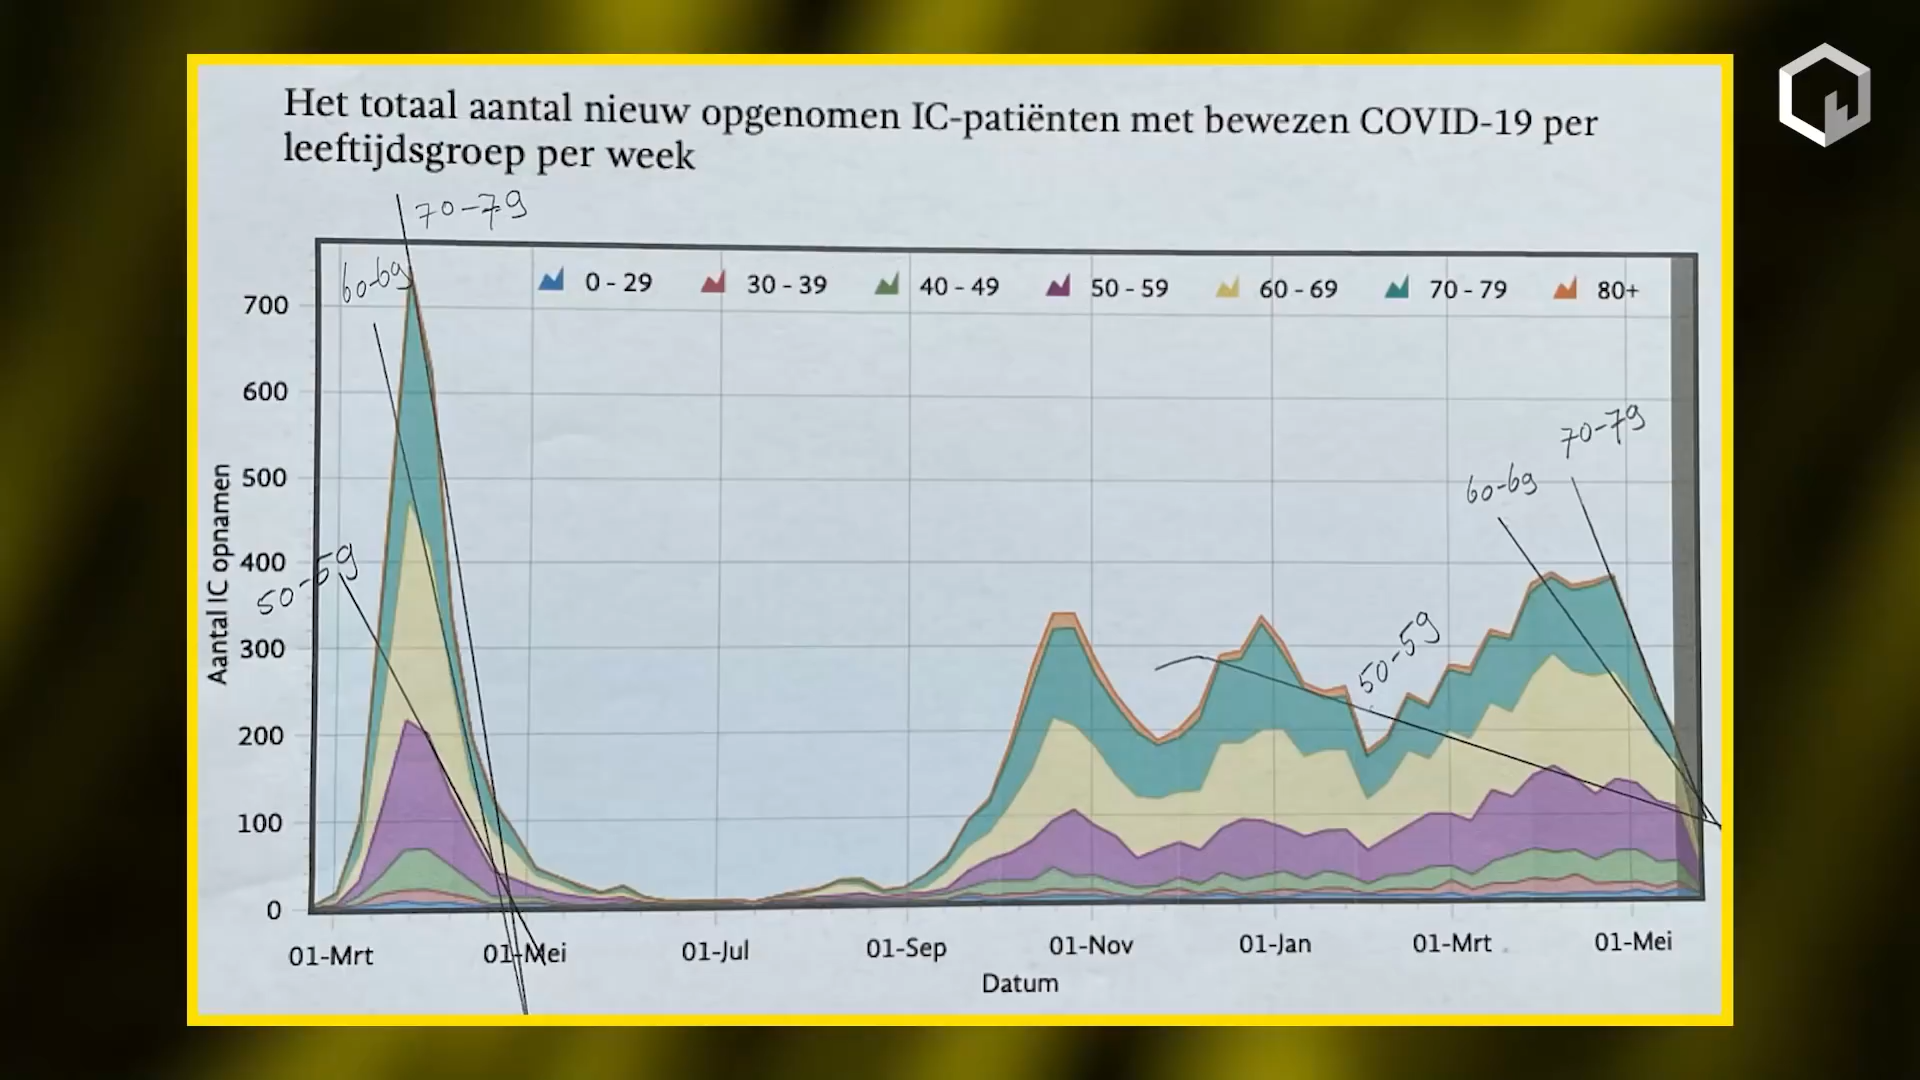 Het totaal aantal nieuw opgenomen IC-patiënten met bewezen COVID-19 per
leeftijdsgroep per week
70-79
60-69
0 - 29
30 - 39
40 - 49
50 - 59
60 - 69
70 - 79
80+
700
600
500
400
300
200
100
0
Aantal IC opnamen
50-59
70-79
60-69
50-59
01-Mrt
01-Mei
01-Jul
01-Sep
01-Nov
01-Jan
01-Mrt
01-Mei
Datum